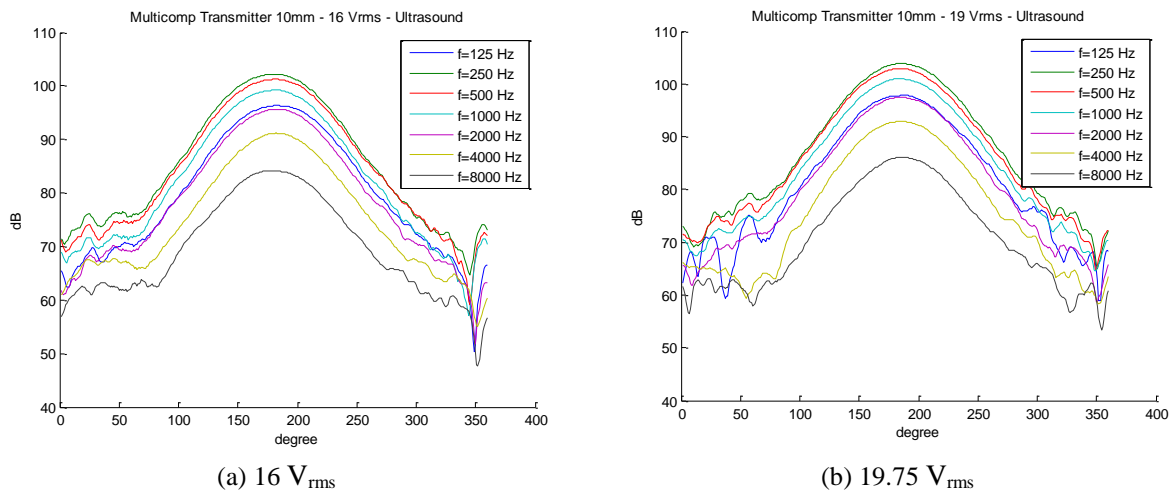 Multicomp Transmitter 10mm - 16 Vrms - Ultrasound
110
100
90
80
70
60
50
40
dB
0
50
100
150
200
250
300
350
400
degree
f=125 Hz
f=250 Hz
f=500 Hz
f=1000 Hz
f=2000 Hz
f=4000 Hz
f=8000 Hz
(a) 16 Vrms
Multicomp Transmitter 10mm - 19 Vrms - Ultrasound
110
100
90
80
70
60
50
40
dB
0
50
100
150
200
250
300
350
400
degree
f=125 Hz
f=250 Hz
f=500 Hz
f=1000 Hz
f=2000 Hz
f=4000 Hz
f=8000 Hz
(b) 19.75 Vrms